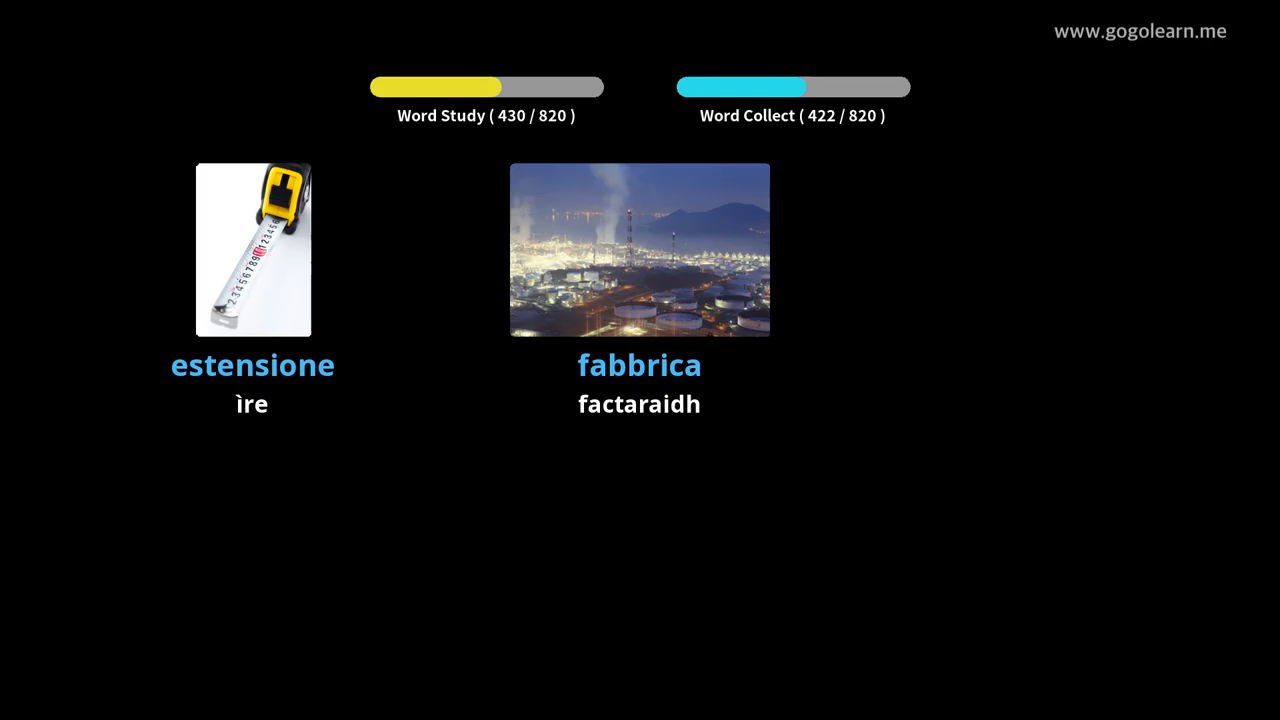 www.gogolearn.me
Word Study ( 430 / 820 )
Word Collect ( 422 / 820 )
estensione
ìre
fabbrica
factaraidh